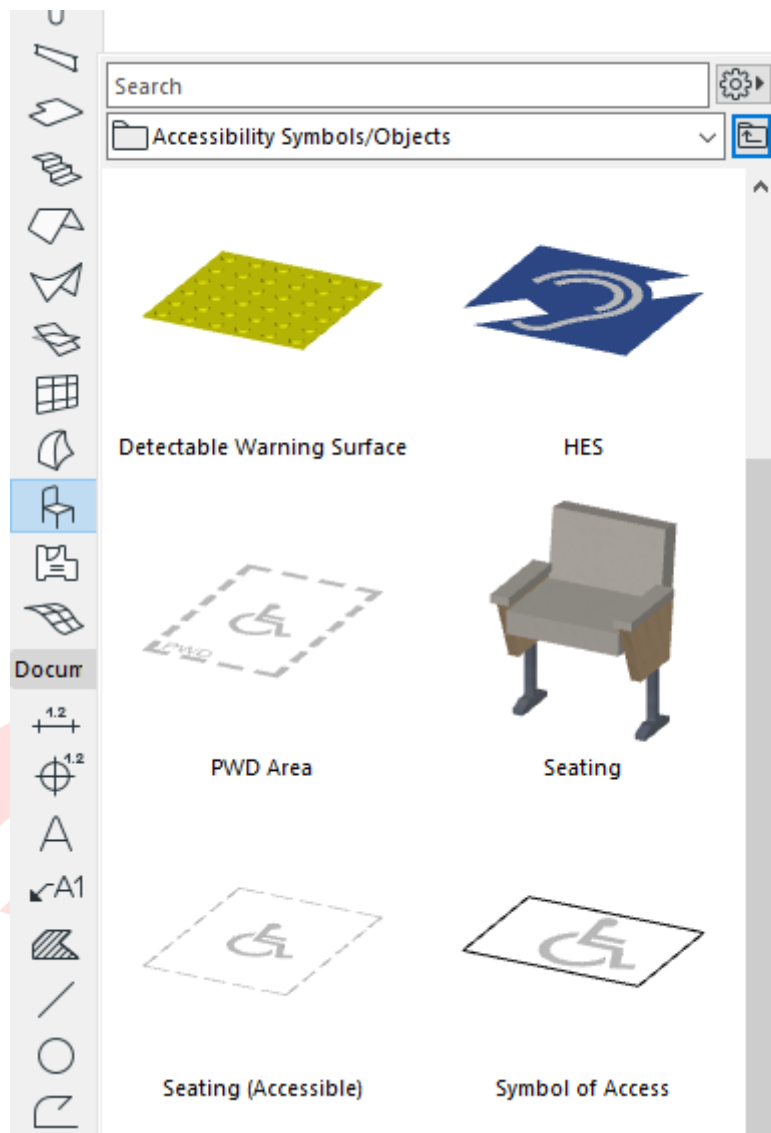 Search
Accessibility Symbols/Objects
Detectable Warning Surface
HES
PWD
PWD Area
Seating
Docum
1.2
1.2
A
A1
Seating (Accessible)
Symbol of Access